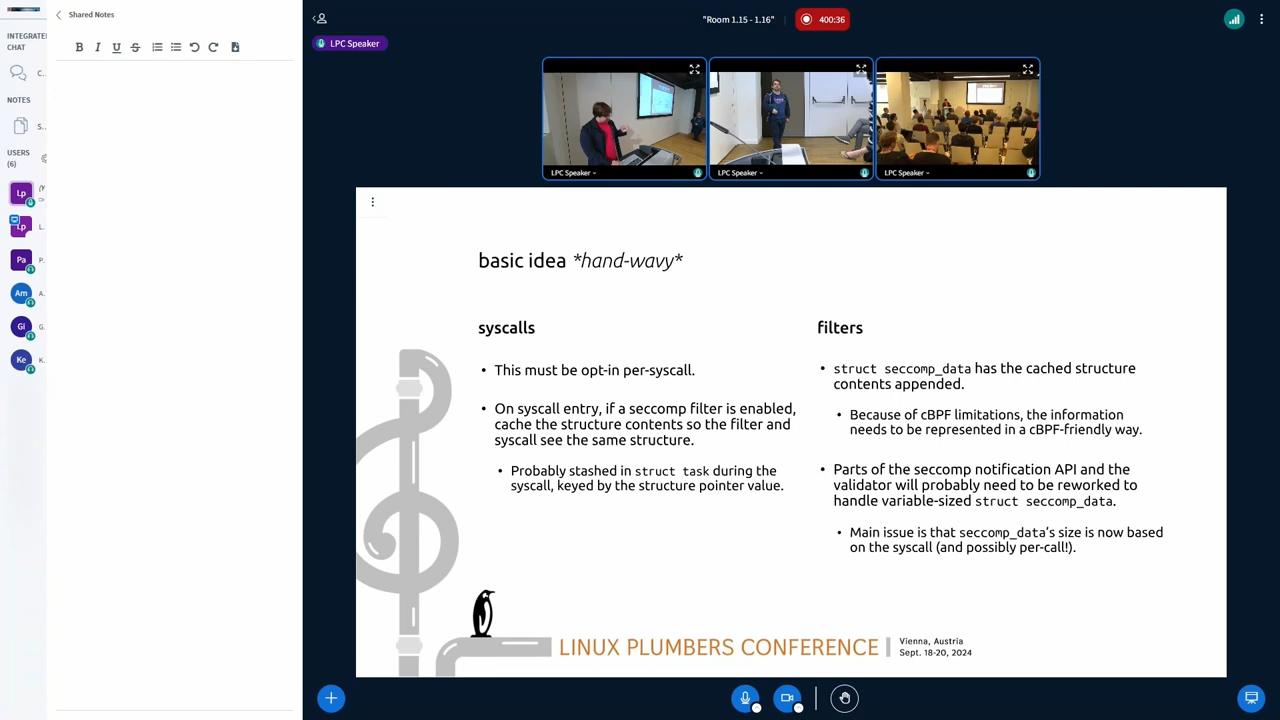 Shared Notes
INTEGRATE
CHAT
C.
NOTES
S..
USERS
(6)
Lp
Lp
L.
Pa
P.
Am
A.
Gi
G.
Ke
K.
B I U S
"Room 1.15 - 1.16"
400:36
LPC Speaker
LPC Speaker
LPC Speaker
LPC Speaker
basic idea *hand-wavy*
syscalls
• This must be opt-in per-syscall.
• On syscall entry, if a seccomp filter is enabled,
cache the structure contents so the filter and
syscall see the same structure.
• Probably stashed in struct task during the
syscall, keyed by the structure pointer value.
filters
• struct seccomp_data has the cached structure
contents appended.
• Because of cBPF limitations, the information
needs to be represented in a cBPF-friendly way.
• Parts of the seccomp notification API and the
validator will probably need to be reworked to
handle variable-sized struct seccomp_data.
• Main issue is that seccomp_data's size is now based
on the syscall (and possibly per-call!).
LINUX PLUMBERS CONFERENCE
Vienna, Austria
Sept. 18-20, 2024